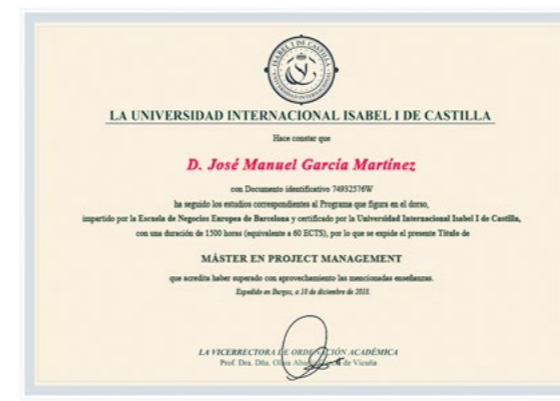 ISABEL I DE CASTILLA
LA UNIVERSIDAD INTERNACIONAL ISABEL I DE CASTILLA
Hace constar que
D. José Manuel García Martínez
con Documento identificativo 74932576W
ha seguido los estudios correspondientes al Programa que figura en el dorso,
impartido por la Escuela de Negocios Europea de Barcelona y certificado por la Universidad Internacional Isabel I de Castilla,
con una duración de 1500 horas (equivalente a 60 ECTS), por lo que se expide el presente Título de
MÁSTER EN PROJECT MANAGEMENT
que acredita haber superado con aprovechamiento las mencionadas enseñanzas.
Expedido en Burgos, a 10 de diciembre de 2018.
LA VICERRECTORA DE ORDENACIÓN ACADÉMICA
Prof. Dra. Dña. de Vicuña